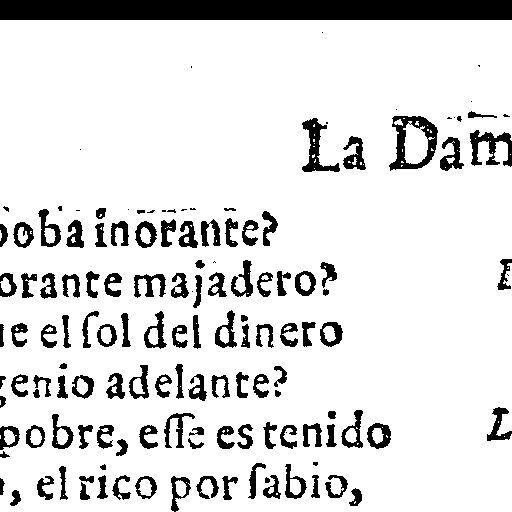 La Dam
boba inorante?
orante majadero?
ue el ſol del dinero
genio adelante?
pobre, eſſe es tenido
, el rico por ſabio,
L